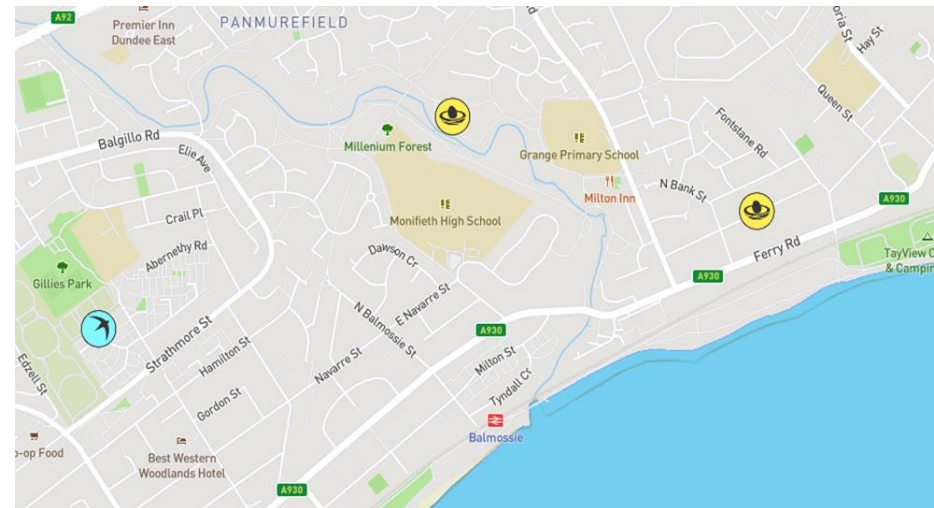 A92
Premier Inn
Dundee East
PANMUREFIELD
Hay St
Queen St
Balgillo Rd
Elie Ave
Millenium Forest
Grange Primary School
Fontstane Rd
Milton Inn
N Bank St
A930
Crail Pl
Monifieth High School
Abernethy Rd
Dawson Cr
Ferry Rd
TayView
& Campin
Gillies Park
A930
E Navarre St
N Balmossie St
A930
Strathmore St
Hamilton St
Navarre St
Milton St
Edzell St
Gordon St
Tyndall Cr
Balmossie
-op Food
Best Western
Woodlands Hotel
A930